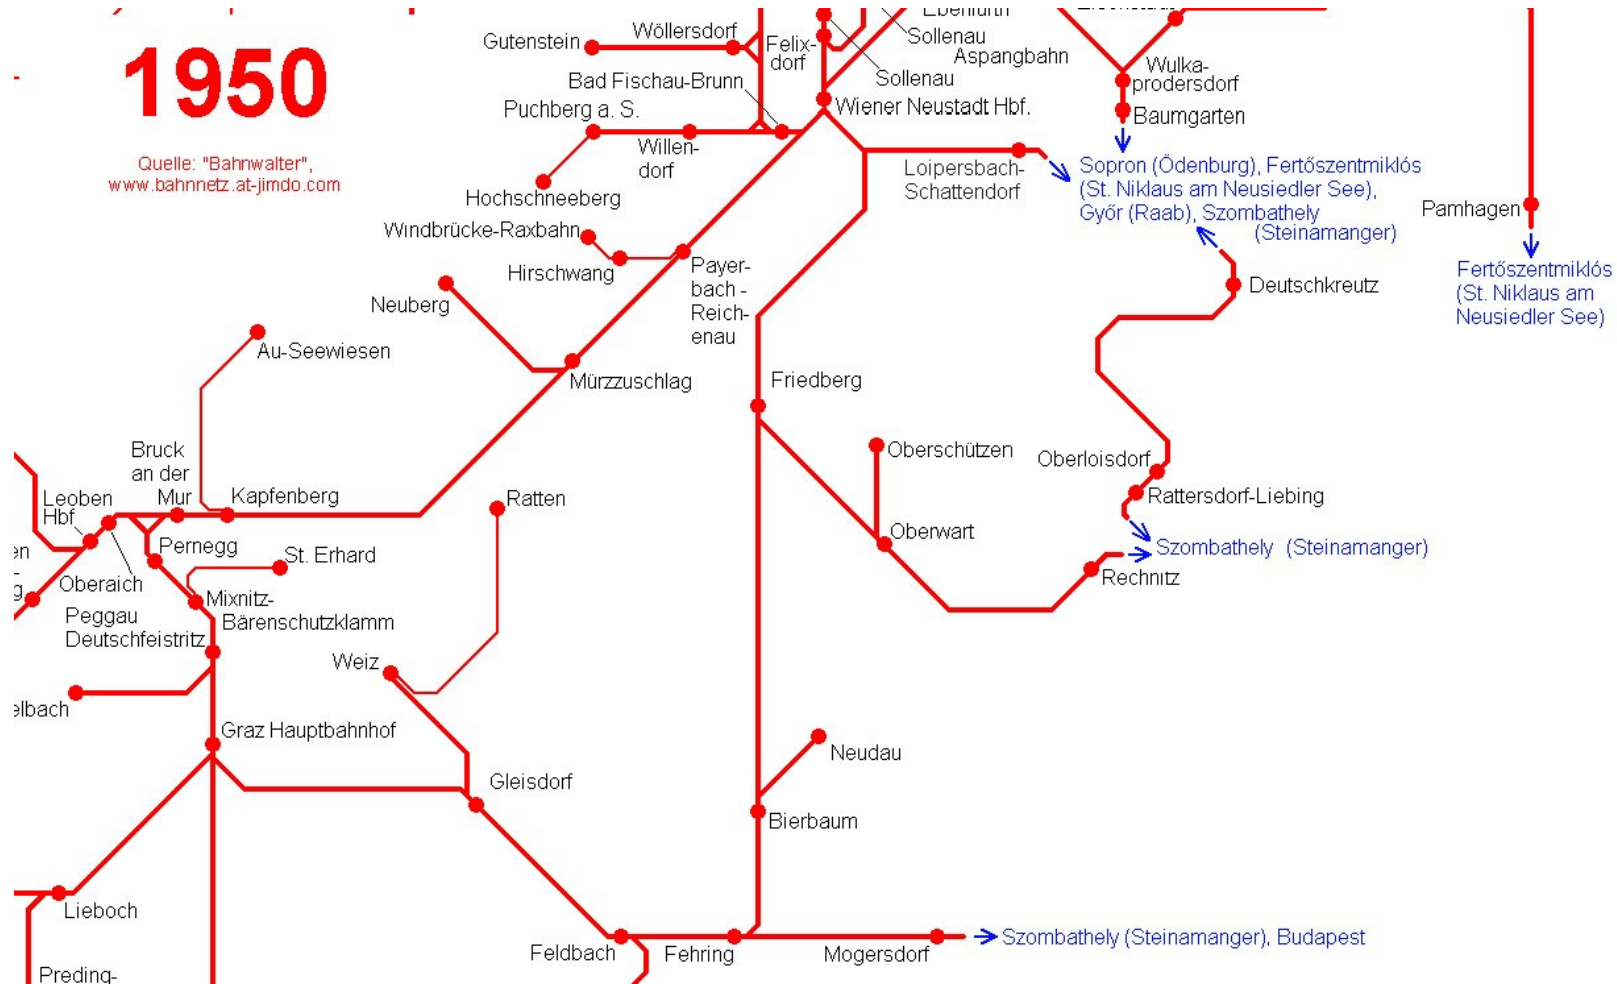 1950
Quelle: "Bahnwalter",
www.bahnnetz.at-jimdo.com
Gutenstein
Wöllersdorf
Felix-
dorf
Ebenfurth
Sollenau
Aspangbahn
Sollenau
Bad Fischau-Brunn
Puchberg a. S.
Wiener Neustadt Hbf.
Wulka-
prodersdorf
Baumgarten
Willen-
dorf
Loipersbach-
Schattendorf
Sopron (Ödenburg), Fertőszentmiklós
(St. Niklaus am Neusiedler See),
Győr (Raab), Szombathely
(Steinamanger)
Pamhagen
Hochschneeberg
Windbrücke-Raxbahn
Hirschwang
Payer-
bach -
Reich-
enau
Deutschkreutz
Fertőszentmiklós
(St. Niklaus am
Neusiedler See)
Neuberg
Au-Seewiesen
Mürzzuschlag
Friedberg
Bruck
an der
Mur
Kapfenberg
Leoben
Hbf
Ratten
Oberschützen
Oberloisdorf
Rattersdorf-Liebing
Oberwart
Pernegg
St. Erhard
Szombathely (Steinamanger)
Rechnitz
en
-
g
Oberaich
Mixnitz-
Bärenschutzklamm
Peggau
Deutschfeistritz
Weiz
elbach
Graz Hauptbahnhof
Neudau
Gleisdorf
Bierbaum
Lieboch
Feldbach
Fehring
Mogersdorf
Szombathely (Steinamanger), Budapest
Preding-